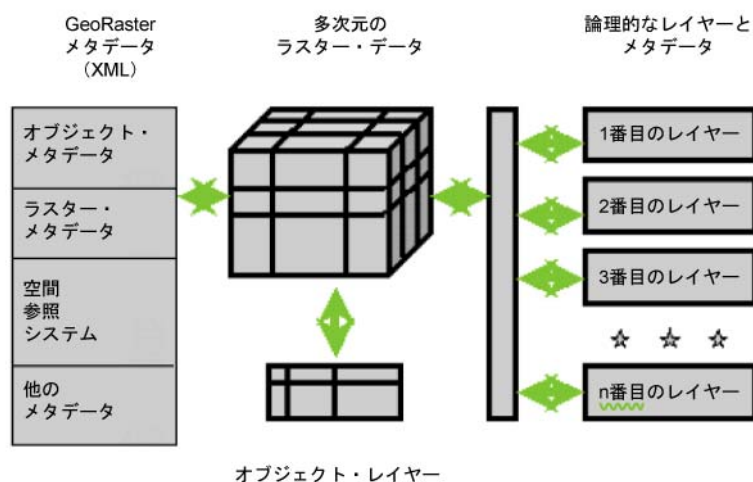 GeoRaster
メタデータ
（XML）
多次元の
ラスター・データ
論理的なレイヤーと
メタデータ
オブジェクト・
メタデータ
ラスター・
メタデータ
空間
参照
システム
他の
メタデータ
1番目のレイヤー
2番目のレイヤー
3番目のレイヤー
n番目のレイヤー
オブジェクト・レイヤー